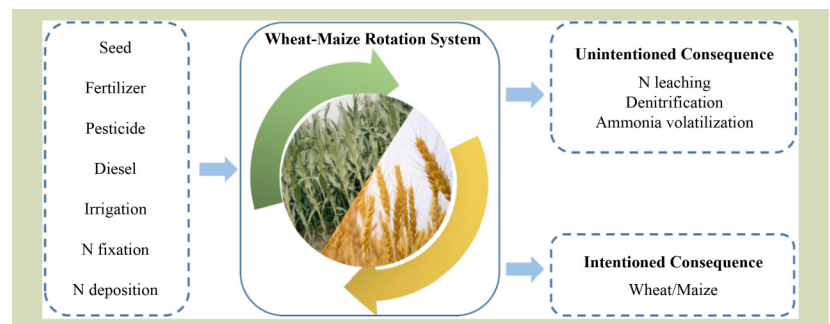 Seed
Fertilizer
Pesticide
Diesel
Irrigation
N fixation
N deposition
Wheat-Maize Rotation System
Unintentioned Consequence
N leaching
Denitrification
Ammonia volatilization
Intentioned Consequence
Wheat/Maize